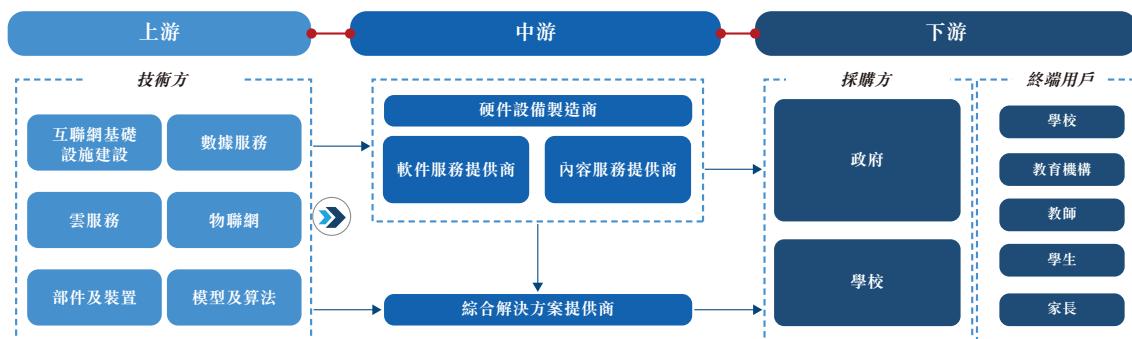 上游
中游
下游
技術方
採購方
終端用戶
互聯網基礎
設施建設
數據服務
雲服務
物聯網
部件及裝置
模型及算法
硬件設備製造商
軟件服務提供商
內容服務提供商
綜合解決方案提供商
政府
學校
學校
教育機構
教師
學生
家長